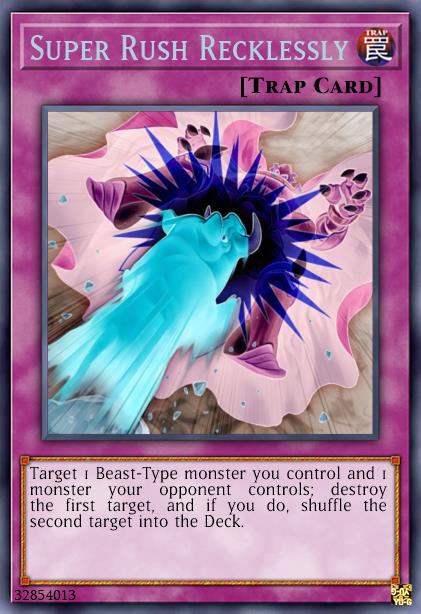 SUPER RUSH RECKLESSLY
TRAP
罠
[TRAP CARD]
Target 1 Beast-Type monster you control and 1
monster your opponent controls; destroy
the first target, and if you do, shuffle the
second target into the Deck.
32854013